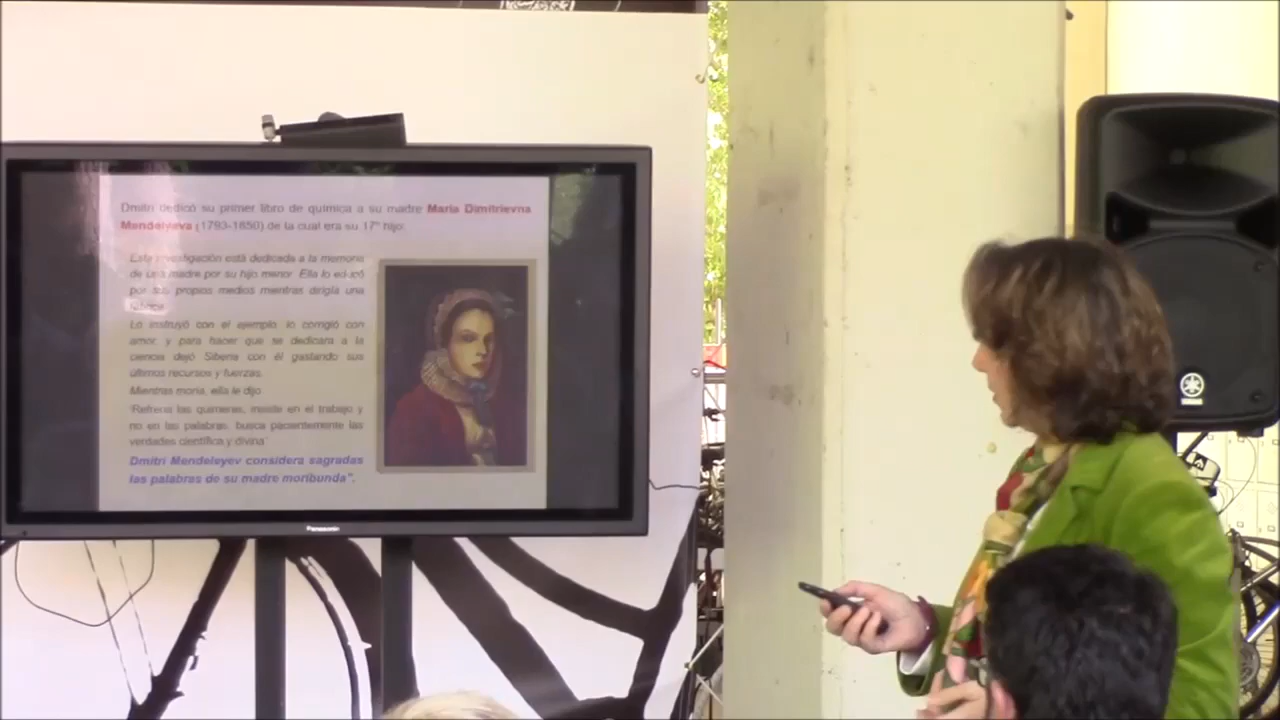 Dmitri dedicó su primer libro de química a su madre Maria Dimitrievna
Mendeleyeva (1793-1850) de la cual era su 17º hijo:
Esta investigación está dedicada a la memoria
de una madre por su hijo menor. Ella lo educó
por sus propios medios mientras dirigía una
fábrica.
Lo instruyó con el ejemplo, lo corrigió con
amor, y para hacer que se dedicara a la
ciencia dejó Siberia con él gastando sus
últimos recursos y fuerzas.
Mientras moría, ella le dijo
'Refrena las quimeras, insiste en el trabajo y
no en las palabras, busca pacientemente las
verdades científica y divina'
Dmitri Mendeleyev considera sagradas
las palabras de su madre moribunda".
Panasonic
YAMAHA